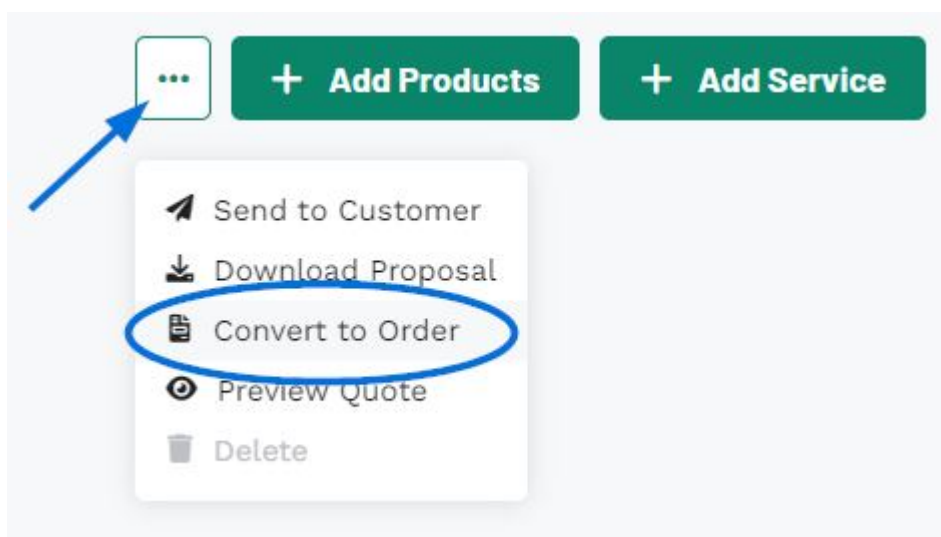 Add Products
Add Service
Send to Customer
Download Proposal
Convert to Order
Preview Quote
Delete